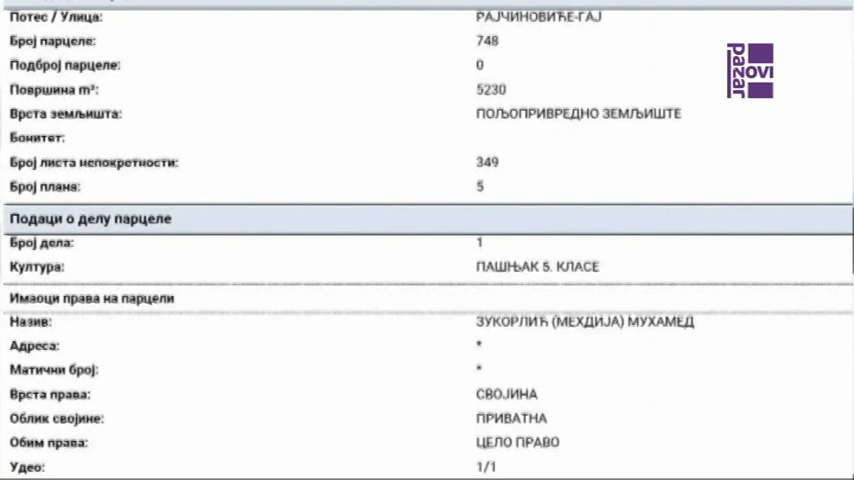 Потес / Улица: РАЈЧИНОВИЋЕ-ГАЈ
Број парцеле: 748
Подброј парцеле: 0
Површина m²: 5230
Врста земљишта: ПОЉОПРИВРЕДНО ЗЕМЉИШТЕ
Бонитет:
Број листа непокретности: 349
Број плана: 5
Подаци о делу парцеле
Број дела: 1
Култура: ПАШЊАК 5. КЛАСЕ
Имаоци права на парцели
Назив: ЗУКОРЛИЋ (МЕХДИЈА) МУХАМЕД
Адреса: *
Матични број: *
Врста права: СВОЈИНА
Облик својине: ПРИВАТНА
Обим права: ЦЕЛО ПРАВО
Удео: 1/1
NOVI
pazar